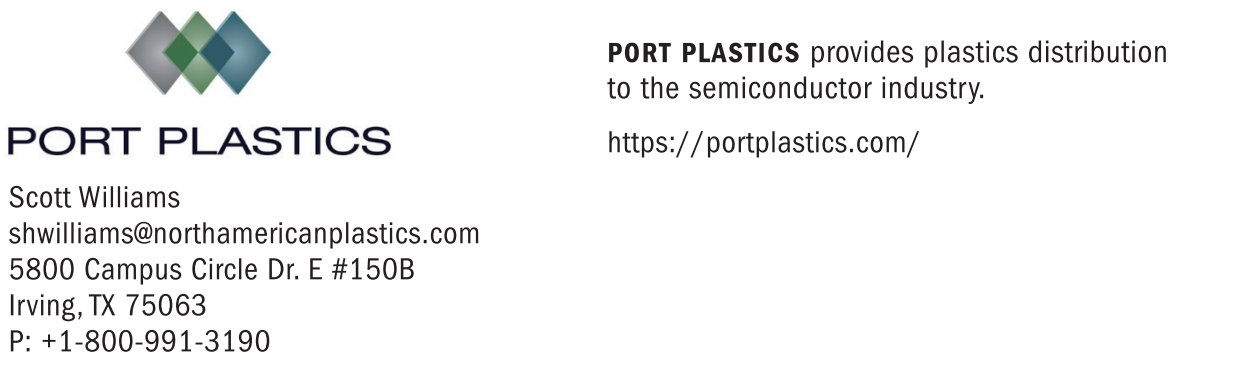 PORT PLASTICS
Scott Williams
shwilliams@northamericanplastics.com
5800 Campus Circle Dr. E #150B
Irving, TX 75063
P: +1-800-991-3190
PORT PLASTICS provides plastics distribution
to the semiconductor industry.
https://portplastics.com/